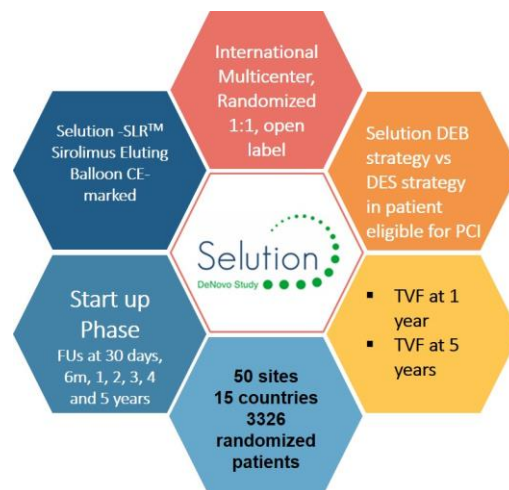 International
Multicenter,
Randomized
1:1, open
label
Selution -SLR™
Sirolimus Eluting
Balloon CE-
marked
Selution DEB
strategy vs
DES strategy
in patient
eligible for PCI
Selution
DeNovo Study
Start up
Phase
FUs at 30 days,
6m, 1, 2, 3, 4
and 5 years
▪ TVF at 1
year
▪ TVF at 5
years
50 sites
15 countries
3326
randomized
patients